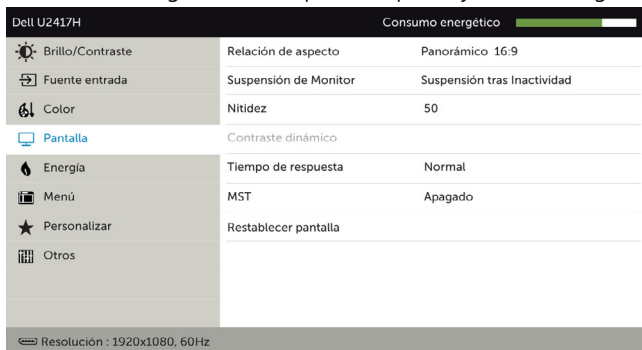 Dell U2417H Consumo energético
Brillo/Contraste Relación de aspecto Panorámico 16:9
Fuente entrada Suspensión de Monitor Suspensión tras Inactividad
Color Nitidez 50
Pantalla Contraste dinámico
Energía Tiempo de respuesta Normal
Menú MST Apagado
Personalizar Restablecer pantalla
Otros
Resolución : 1920x1080, 60Hz